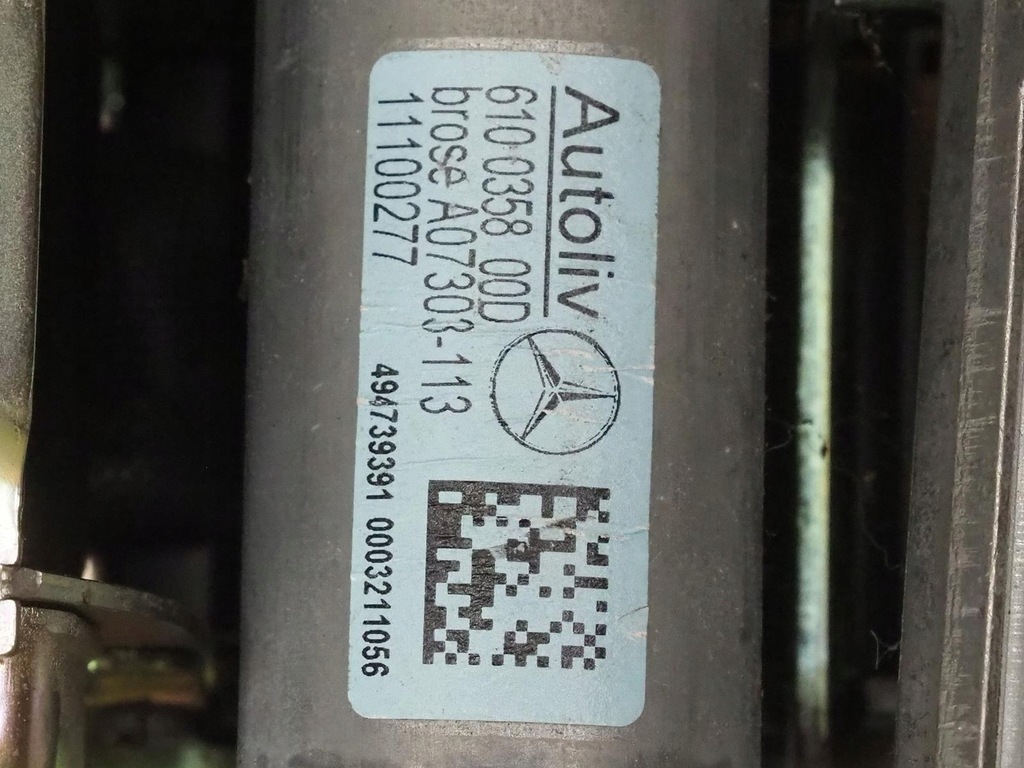 Autoliv
610 0358 00D
brose A07303-113
11100277
494739391 0003211056